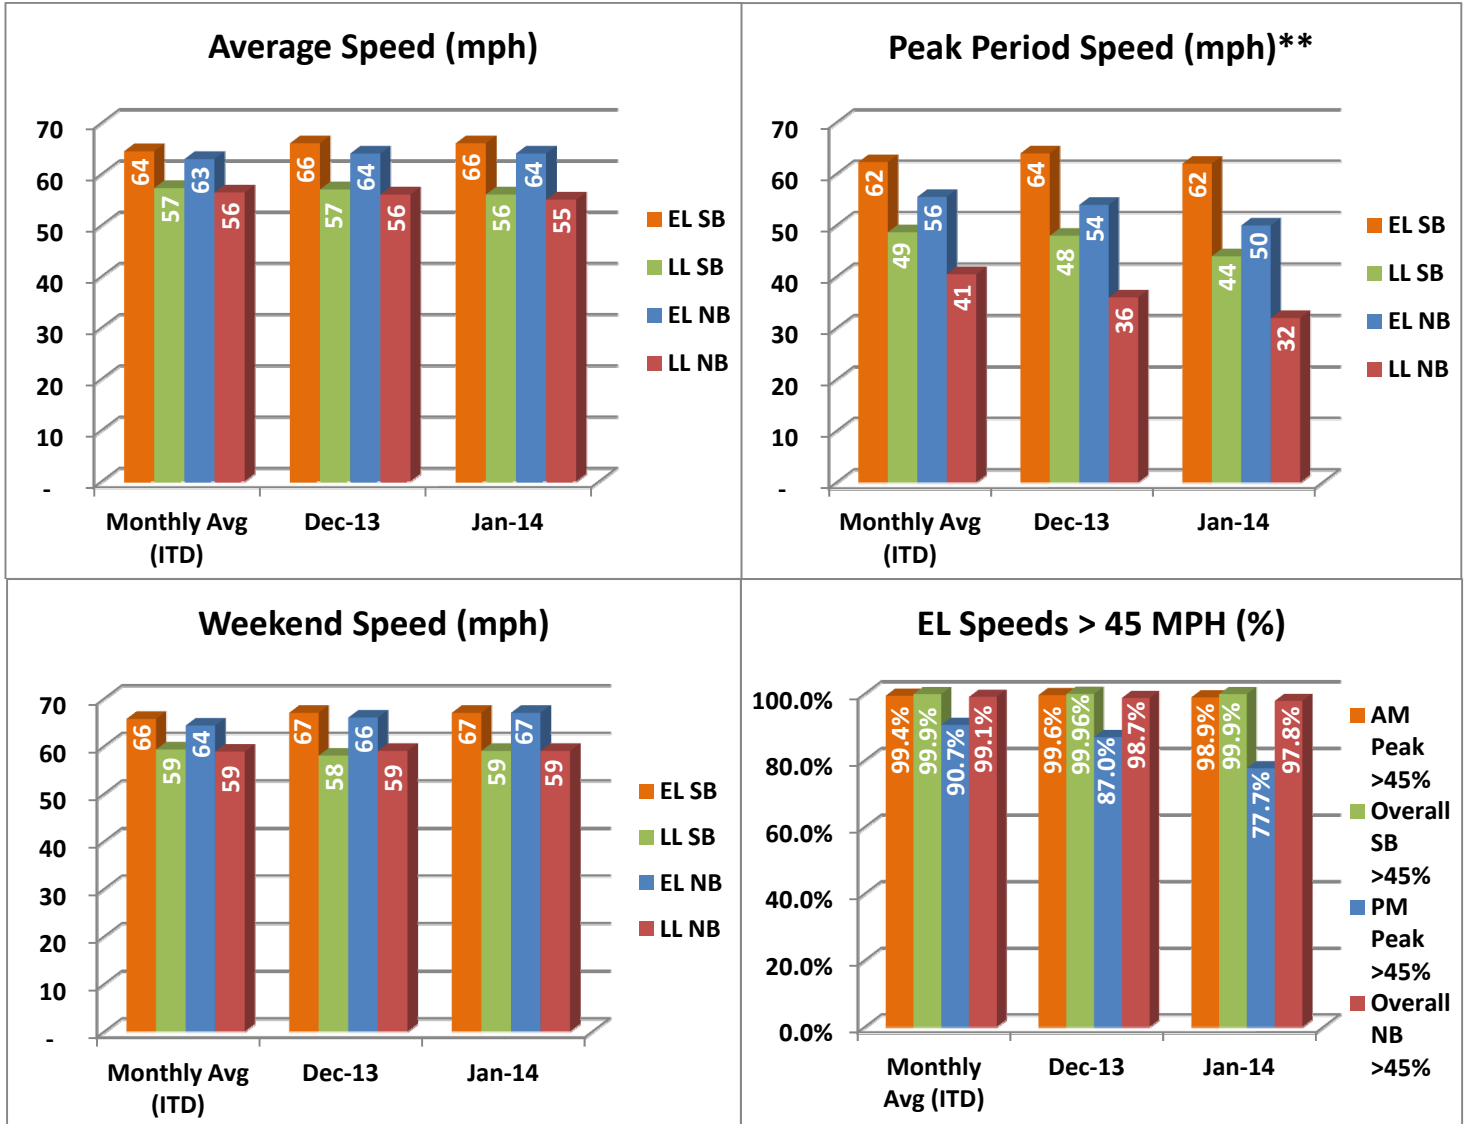 Average Speed (mph)
70
60
50
40
30
20
10
-
64
57
63
56
66
57
64
56
66
56
64
55
Monthly Avg
(ITD)
Dec-13
Jan-14
EL SB
LL SB
EL NB
LL NB
Peak Period Speed (mph)**
70
60
50
40
30
20
10
-
62
49
56
41
64
48
54
36
62
44
50
32
Monthly Avg
(ITD)
Dec-13
Jan-14
EL SB
LL SB
EL NB
LL NB
Weekend Speed (mph)
70
60
50
40
30
20
10
-
66
59
64
59
67
58
66
59
67
59
67
59
Monthly Avg
(ITD)
Dec-13
Jan-14
EL SB
LL SB
EL NB
LL NB
EL Speeds > 45 MPH (%)
100.0%
80.0%
60.0%
40.0%
20.0%
0.0%
99.4%
99.9%
90.7%
99.1%
99.6%
99.96%
87.0%
98.7%
98.9%
99.9%
77.7%
97.8%
Monthly
Avg (ITD)
Dec-13
Jan-14
AM
Peak
>45%
Overall
SB
>45%
PM
Peak
>45%
Overall
NB
>45%